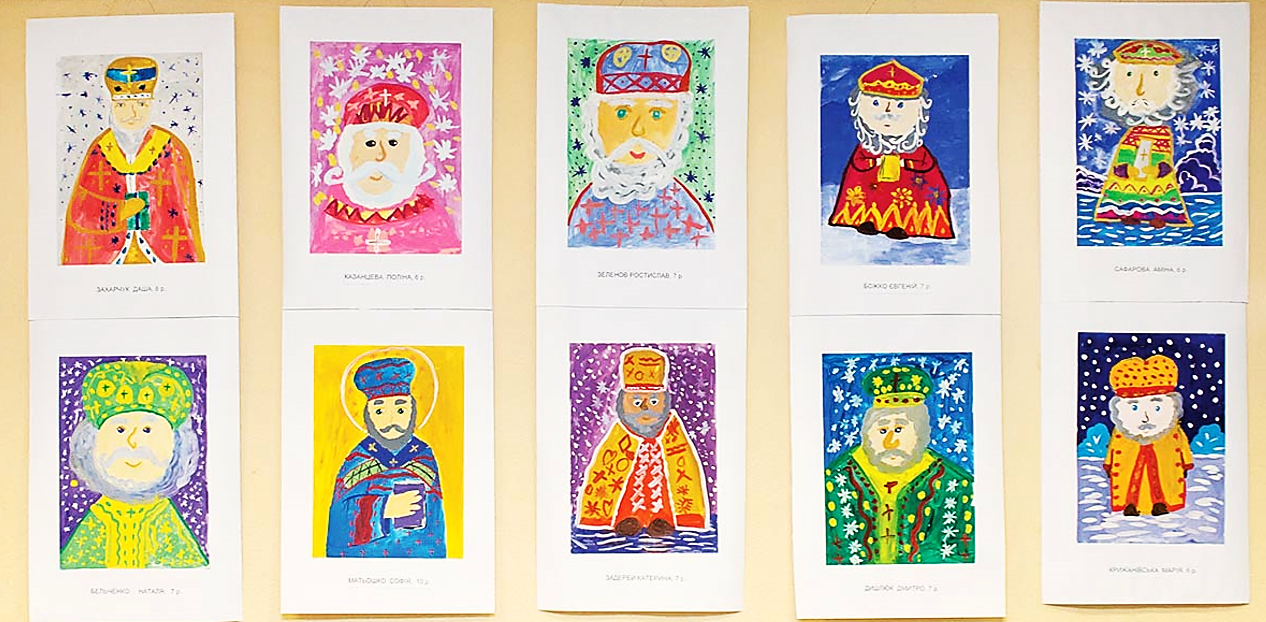 ЗАХАРЧУК ДАША, 6 р.
КАЗАНЦЕВА ПОЛІНА, 6 р.
ЗЕЛЕНОВ РОСТИСЛАВ, 7 р.
БОЖКО ЄВГЕНІЙ, 7 р.
САФАРОВА АМІНА, 6 р.
БЕЛЬЧЕНКО НАТАЛЯ, 7 р.
МАТЬОШКО СОФІЯ, 10 р.
ЗАДЕРЕЙ КАТЕРИНА, 7 р.
ДИШЛЮК ДМИТРО, 7 р.
КРИЖАНІВСЬКА МАРІЯ, 6 р.